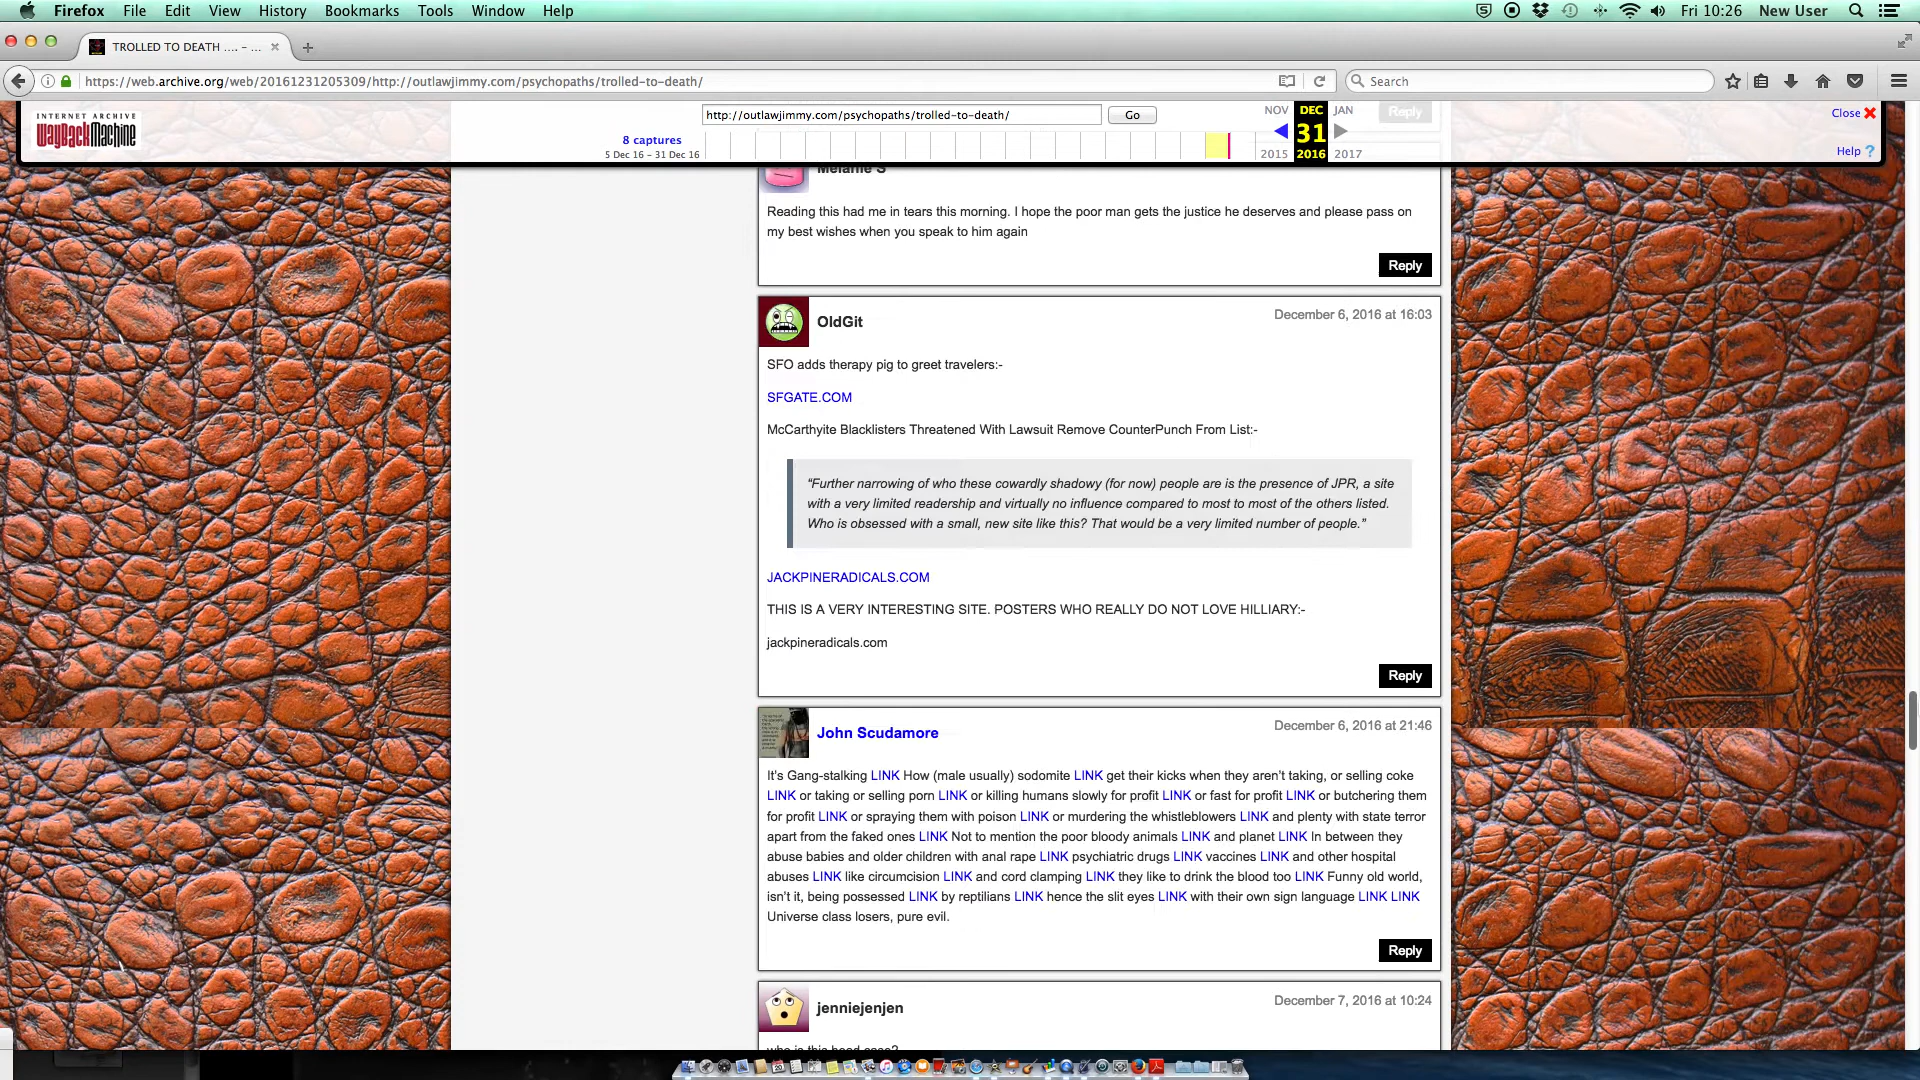 Firefox File Edit View History Bookmarks Tools Window Help Fri 10:26 New User
TROLLED TO DEATH .... – ...
https://web.archive.org/web/20161231205309/http://outlawjimmy.com/psychopaths/trolled-to-death/ Search
INTERNET ARCHIVE
WayBackMachine
http://outlawjimmy.com/psychopaths/trolled-to-death/ Go
8 captures
5 Dec 16 – 31 Dec 16
NOV DEC JAN
31
2015 2016 2017
Reply
Close
Help ?
Melanie S
Reading this had me in tears this morning. I hope the poor man gets the justice he deserves and please pass on
my best wishes when you speak to him again
Reply
OldGit December 6, 2016 at 16:03
SFO adds therapy pig to greet travelers:-
SFGATE.COM
McCarthyite Blacklisters Threatened With Lawsuit Remove CounterPunch From List:-
“Further narrowing of who these cowardly shadowy (for now) people are is the presence of JPR, a site
with a very limited readership and virtually no influence compared to most to most of the others listed.
Who is obsessed with a small, new site like this? That would be a very limited number of people.”
JACKPINERADICALS.COM
THIS IS A VERY INTERESTING SITE. POSTERS WHO REALLY DO NOT LOVE HILLIARY:-
jackpineradicals.com
Reply
John Scudamore December 6, 2016 at 21:46
It’s Gang-stalking LINK How (male usually) sodomite LINK get their kicks when they aren’t taking, or selling coke
LINK or taking or selling porn LINK or killing humans slowly for profit LINK or fast for profit LINK or butchering them
for profit LINK or spraying them with poison LINK or murdering the whistleblowers LINK and plenty with state terror
apart from the faked ones LINK Not to mention the poor bloody animals LINK and planet LINK In between they
abuse babies and older children with anal rape LINK psychiatric drugs LINK vaccines LINK and other hospital
abuses LINK like circumcision LINK and cord clamping LINK they like to drink the blood too LINK Funny old world,
isn’t it, being possessed LINK by reptilians LINK hence the slit eyes LINK with their own sign language LINK LINK
Universe class losers, pure evil.
Reply
jenniejenjen December 7, 2016 at 10:24
who is this head case?